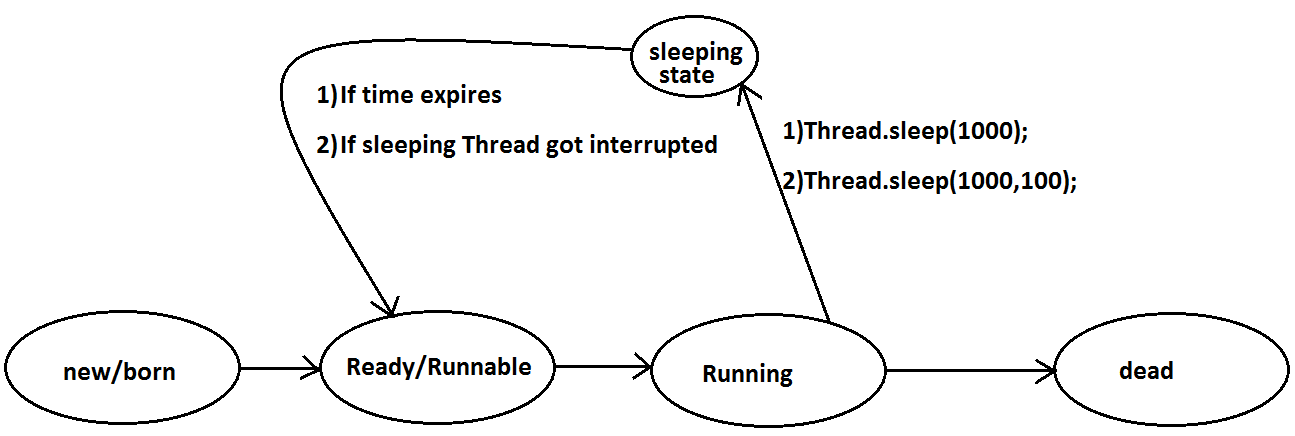 sleeping
state
1)If time expires
2)If sleeping Thread got interrupted
1)Thread.sleep(1000);
2)Thread.sleep(1000,100);
new/born
Ready/Runnable
Running
dead